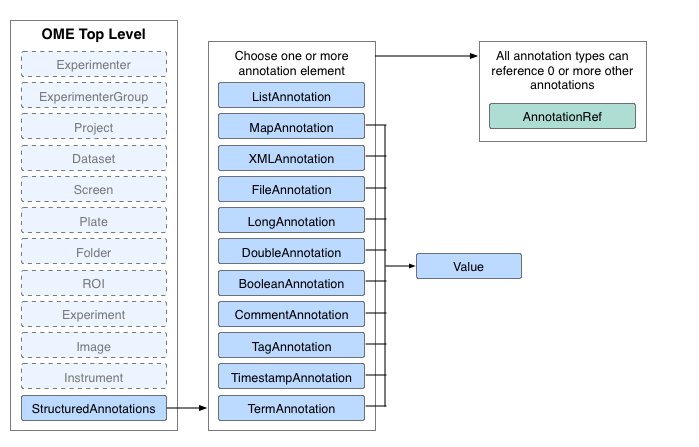 OME Top Level
Experimenter
ExperimenterGroup
Project
Dataset
Screen
Plate
Folder
ROI
Experiment
Image
Instrument
StructuredAnnotations
Choose one or more
annotation element
ListAnnotation
MapAnnotation
XMLAnnotation
FileAnnotation
LongAnnotation
DoubleAnnotation
BooleanAnnotation
CommentAnnotation
TagAnnotation
TimestampAnnotation
TermAnnotation
All annotation types can
reference 0 or more other
annotations
AnnotationRef
Value